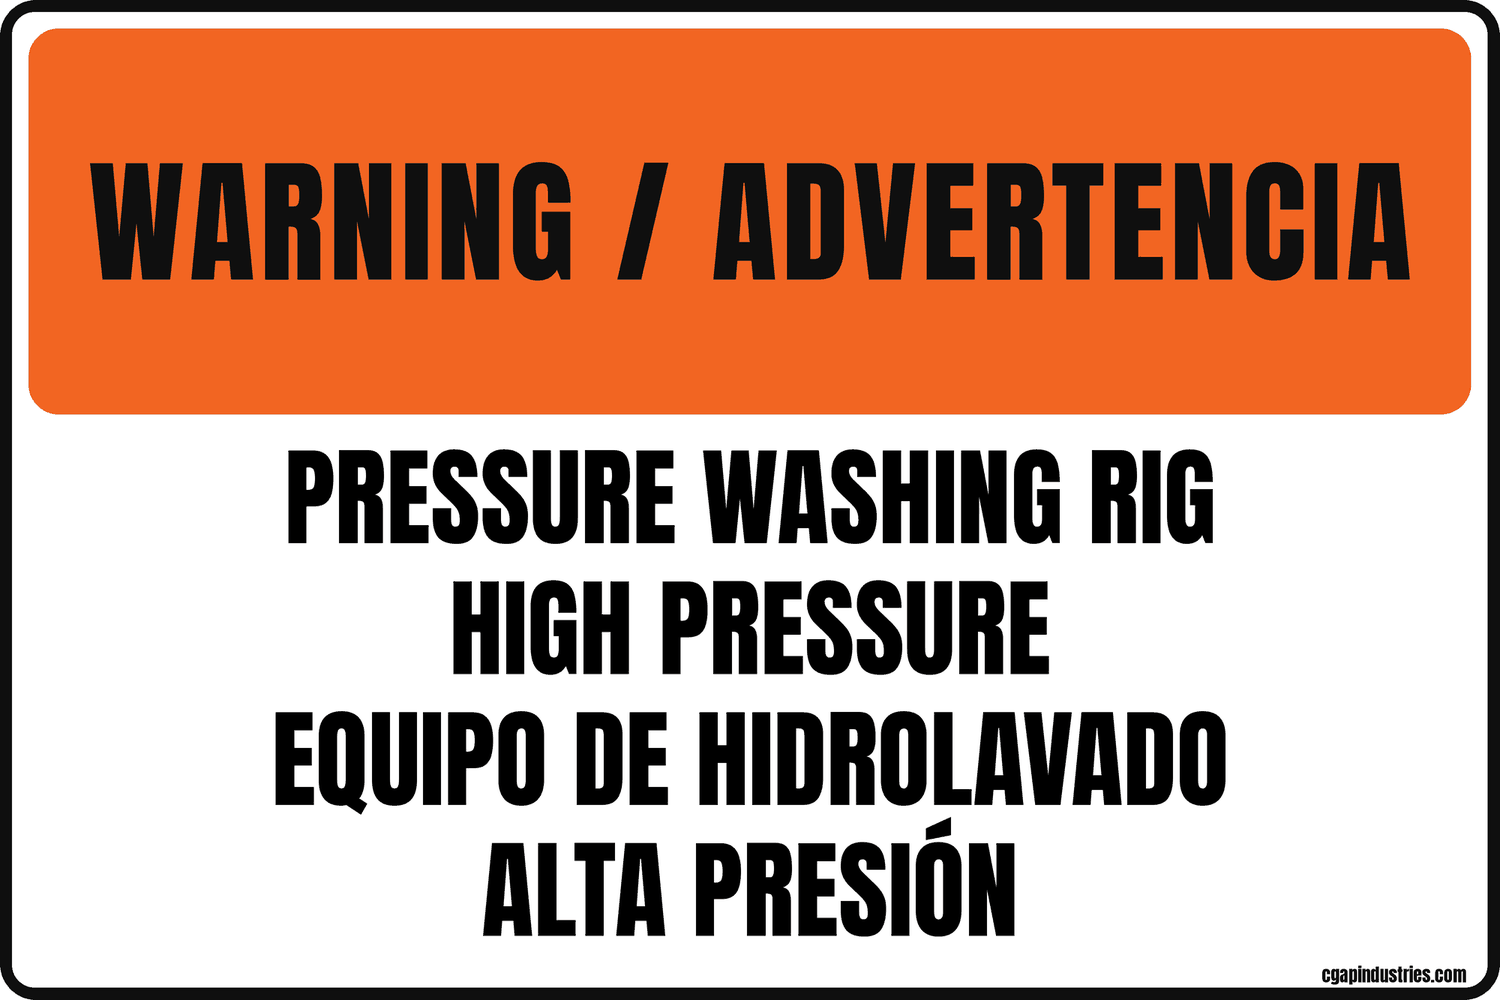 WARNING / ADVERTENCIA
PRESSURE WASHING RIG
HIGH PRESSURE
EQUIPO DE HIDROLAVADO
ALTA PRESIÓN
cgapindustries.com